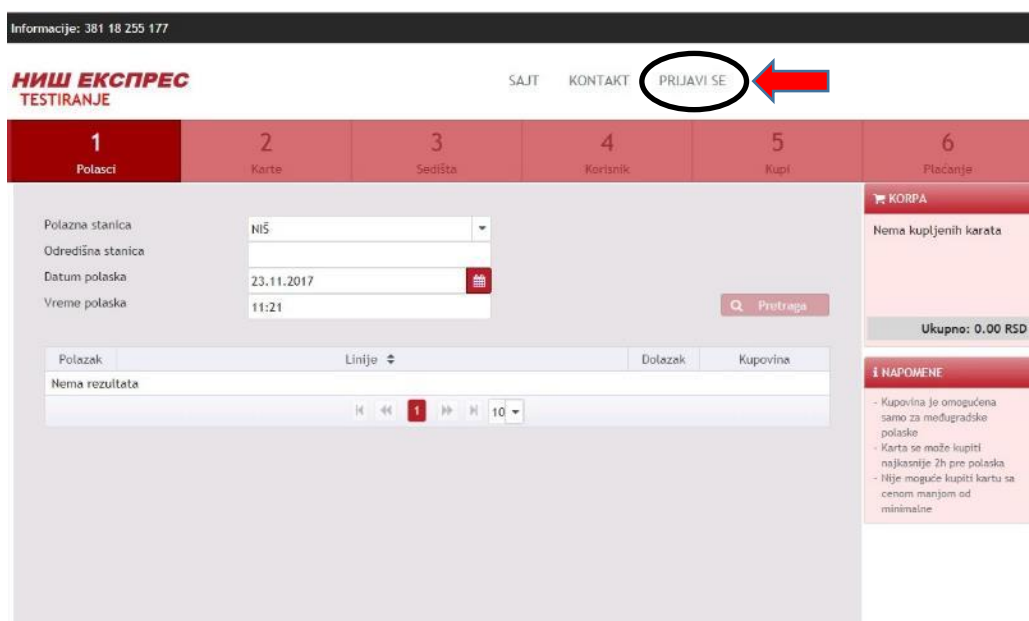 Informacije: 381 18 255 177
НИШ ЕКСПРЕС
TESTIRANJE
SAJT KONTAKT PRIJAVI SE
1 2 3 4 5 6
Polasci Karte Sedišta Korisnik Kupi Plaćanje
Polazna stanica NIŠ
Odredišna stanica
Datum polaska 23.11.2017
Vreme polaska 11:21
Pretraga
Polazak Linije Dolazak Kupovina
Nema rezultata
1 10
KORPA
Nema kupljenih karata
Ukupno: 0.00 RSD
i NAPOMENE
- Kupovina je omogućena
samo za međugradske
polaske
- Karta se može kupiti
najkasnije 2h pre polaska
- Nije moguće kupiti kartu sa
cenom manjom od
minimalne